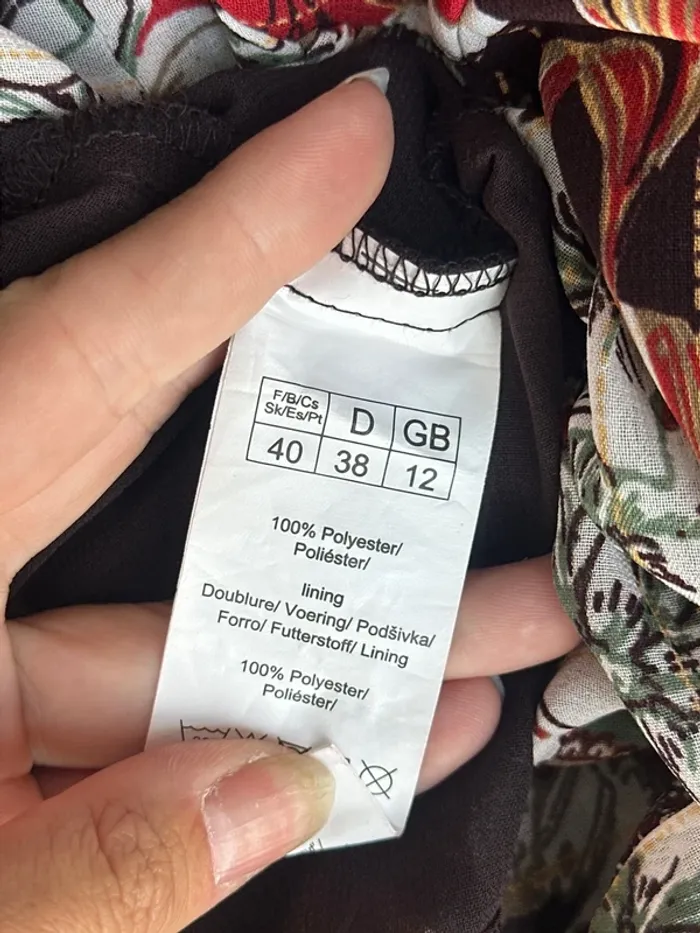 F/B/Cs D GB
Sk/Es/Pt
40 38 12
100% Polyester/
Poliéster/
lining
Doublure/ Voering/ Podšívka/
Forro/ Futterstoff/ Lining
100% Polyester/
Poliéster/